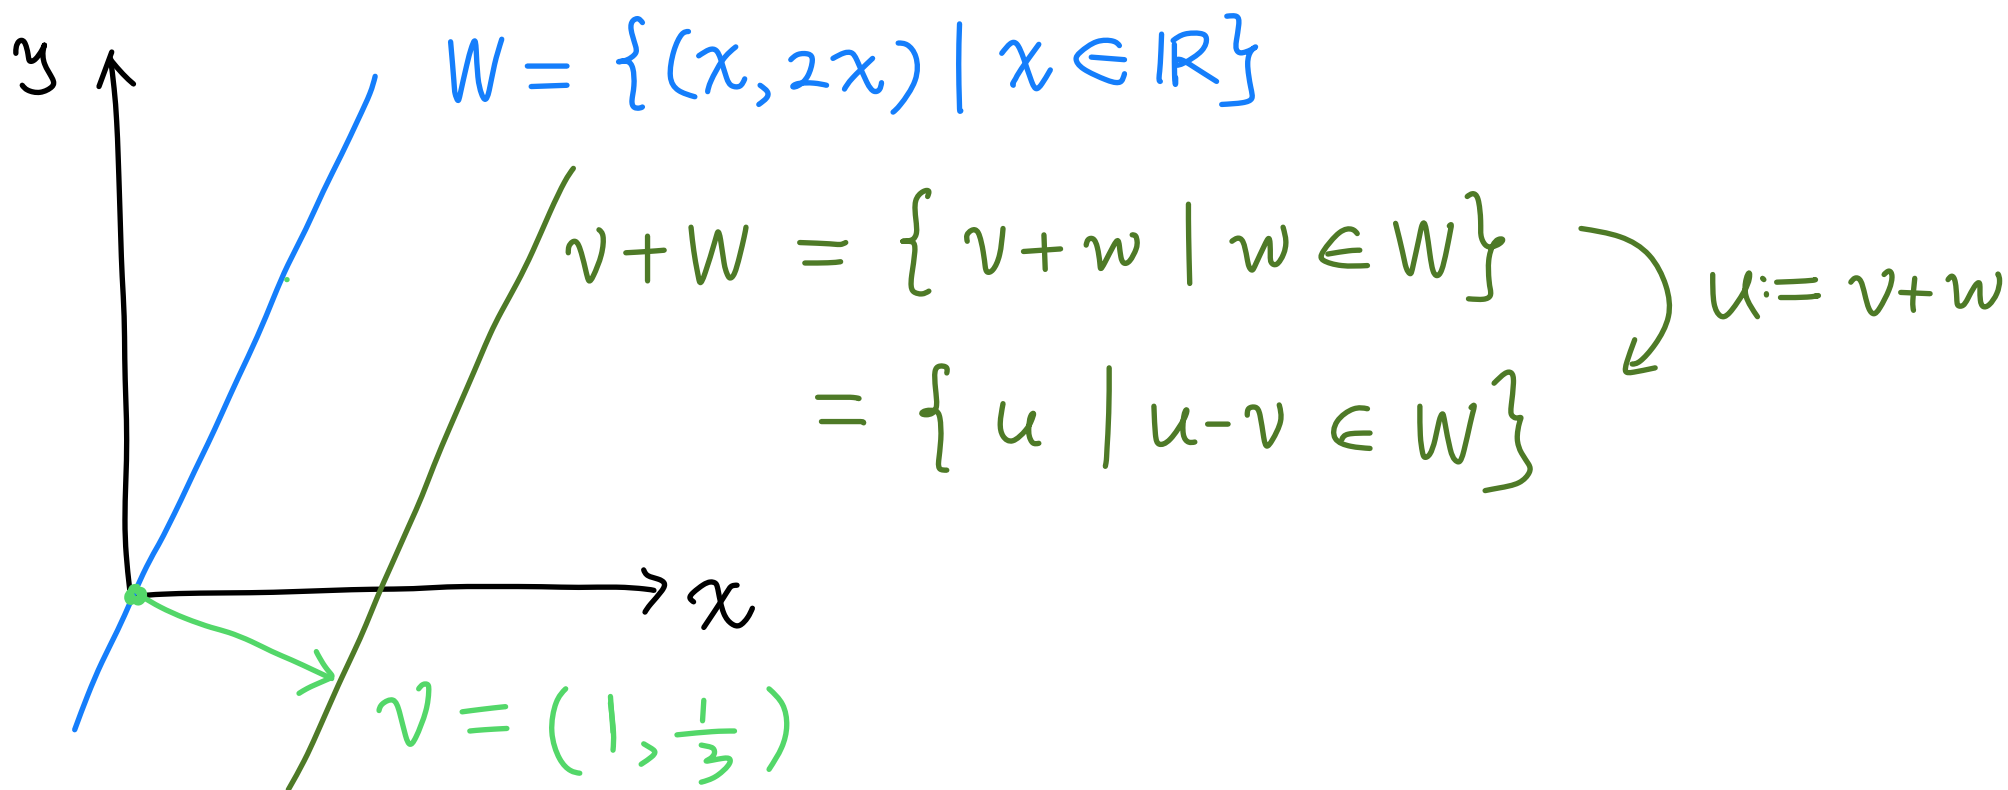 y
W = {(x, 2x) | x ∈ ℝ}
v + W = { v + w | w ∈ W}
u := v + w
= { u | u - v ∈ W}
x
v = (1, 1/3)